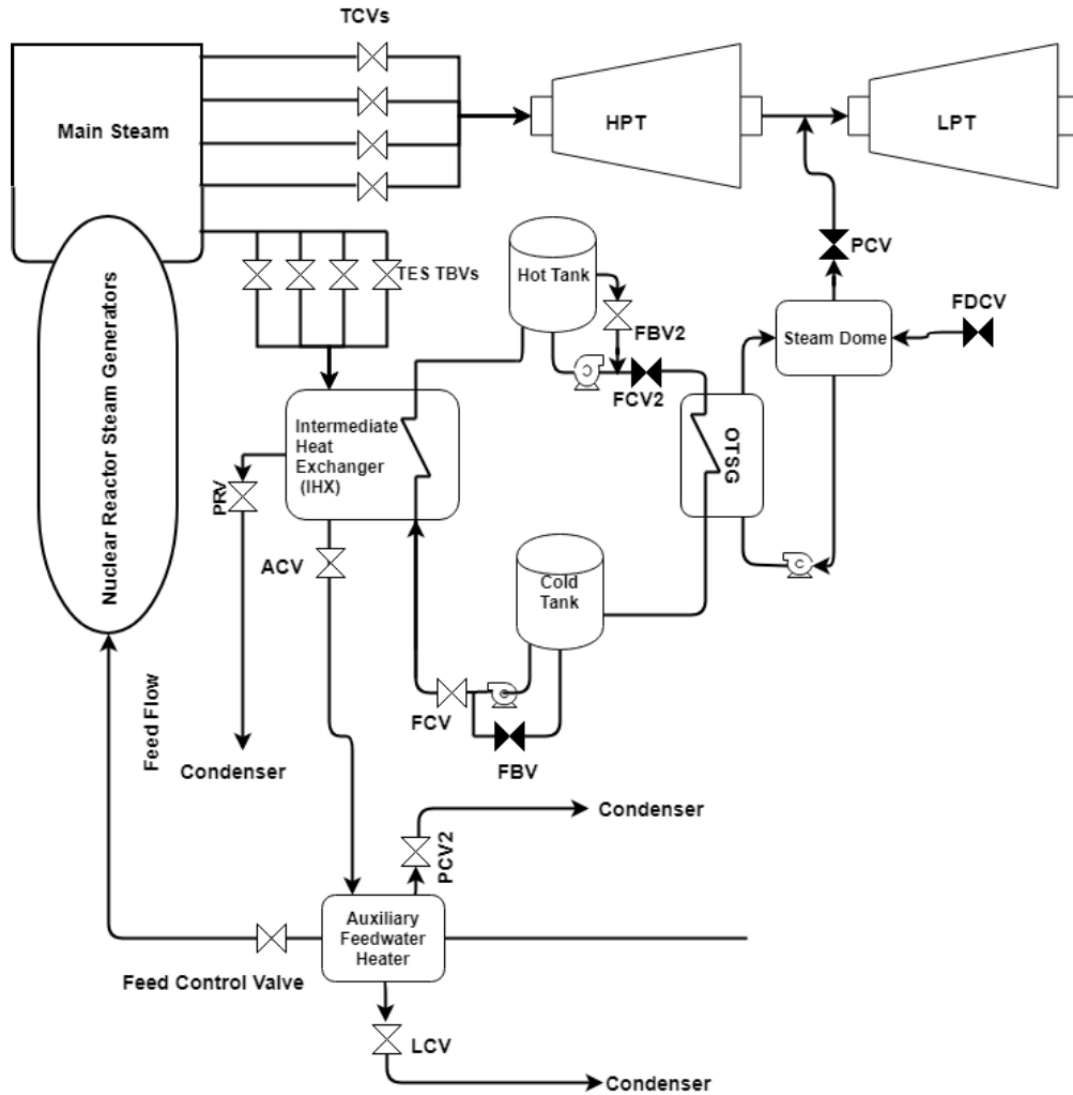 TCVs
Main Steam
HPT
LPT
PCV
TES TBVs
Hot Tank
FBV2
FDCV
Steam Dome
C
FCV2
Intermediate
Heat
Exchanger
(IHX)
OTSG
PRV
Nuclear Reactor Steam Generators
ACV
C
Cold
Tank
FCV
FBV
Feed Flow
Condenser
Condenser
PCV2
Auxiliary
Feedwater
Heater
Feed Control Valve
LCV
Condenser